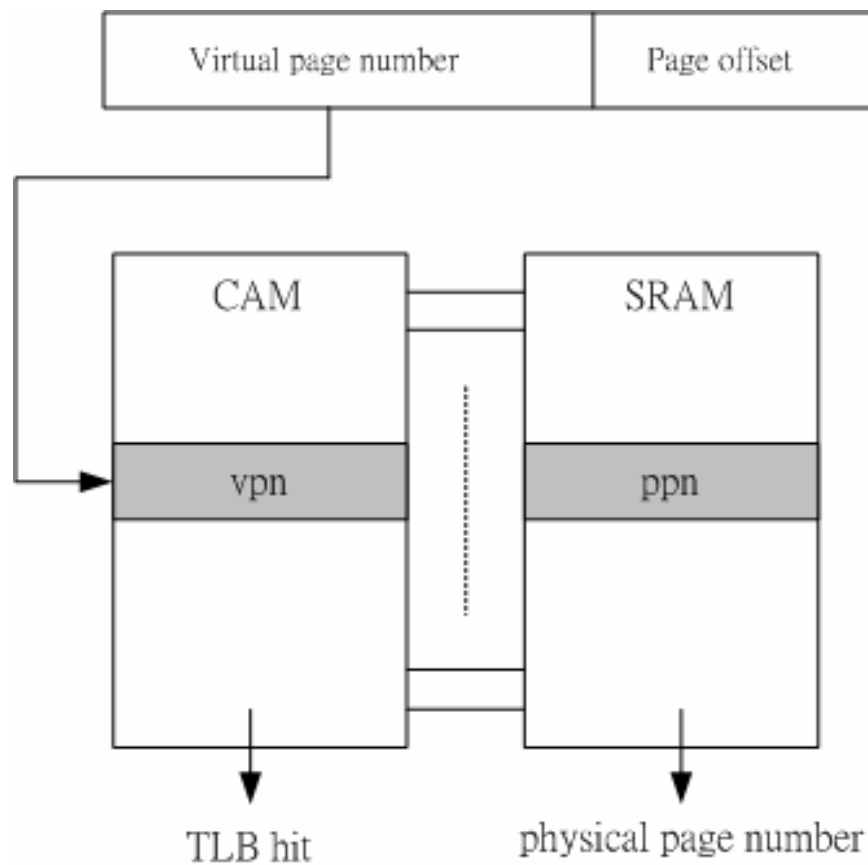 Virtual page number
Page offset
CAM
SRAM
vpn
ppn
TLB hit
physical page number